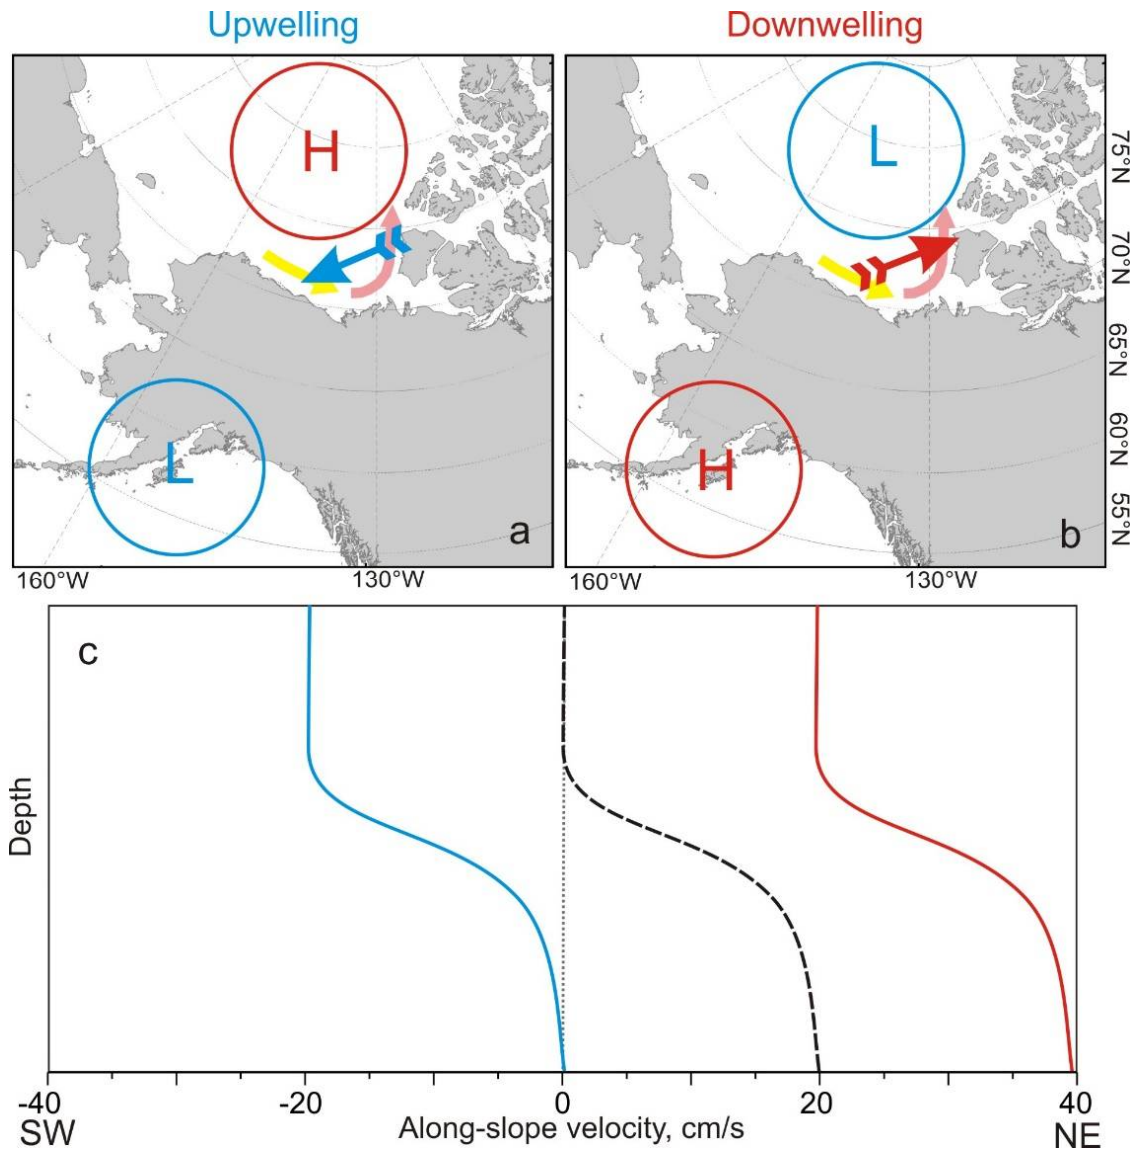 Upwelling
Downwelling
H
L
a
L
H
b
75°N
70°N
65°N
60°N
55°N
160°W
130°W
160°W
130°W
c
Depth
-40
-20
0
20
40
SW
Along-slope velocity, cm/s
NE